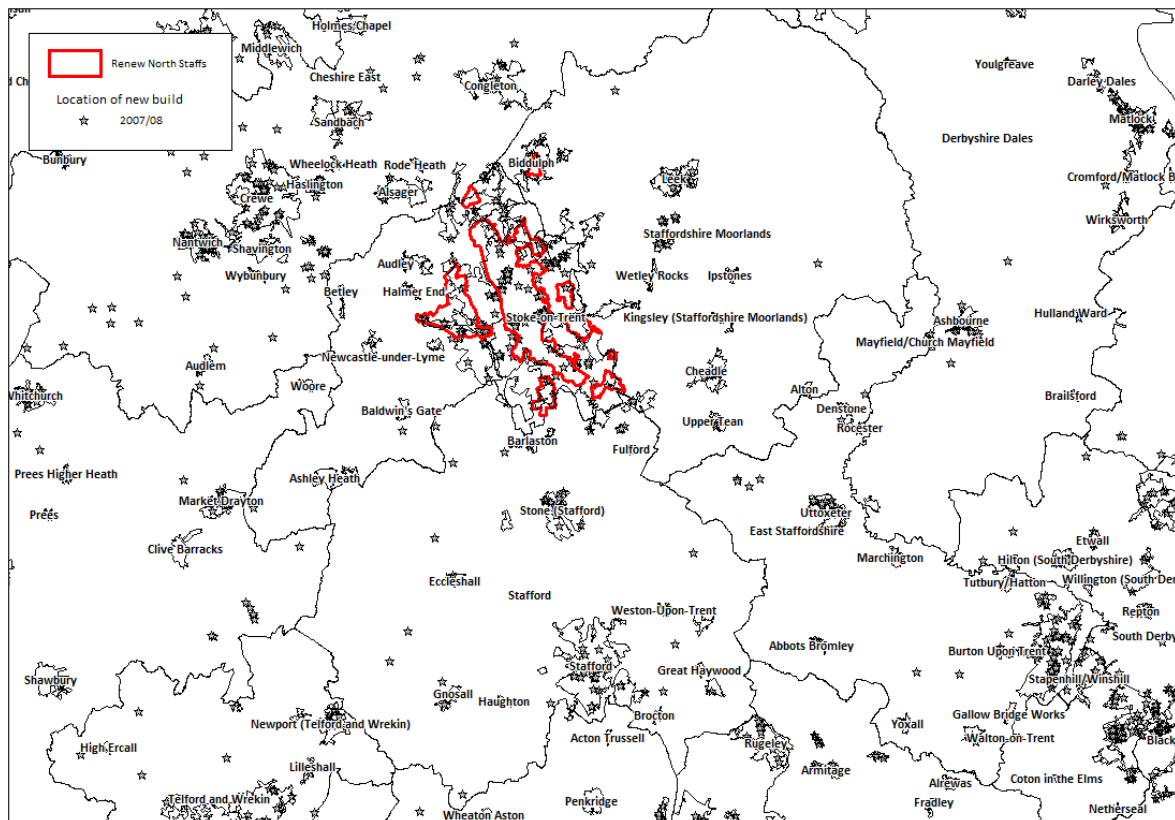 Holmes Chapel
Middlewich
Renew North Staffs
Location of new build
2007/08
Cheshire East
Congleton
Youlgreave
Darley Dales
Matlock
Sandbach
Derbyshire Dales
Bunbury
Wheelock Heath
Rode Heath
Biddulph
Haslington
Alsager
Leek
Cromford/Matlock B
Crewe
Wirksworth
Nantwich
Shavington
Staffordshire Moorlands
Wybunbury
Audley
Wetley Rocks
Ipstones
Betley
Halmer End
Stoke-on-Trent
Kingsley (Staffordshire Moorlands)
Hulland Ward
Ashbourne
Mayfield/Church Mayfield
Newcastle-under-Lyme
Audlem
Cheadle
Woore
Alton
Whitchurch
Brailsford
Baldwin's Gate
Denstone
Upper Tean
Rocester
Barlaston
Fulford
Prees Higher Heath
Ashley Heath
Market Drayton
Prees
Stone (Stafford)
Uttoxeter
East Staffordshire
Etwall
Clive Barracks
Marchington
Hilton (South Derbyshire)
Eccleshall
Tutbury/Hatton
Willington (South Der
Stafford
Weston-Upon-Trent
Repton
South Derby
Abbots Bromley
Burton Upon Trent
Stafford
Great Haywood
Shawbury
Stapenhill/Winshill
Gnosall
Haughton
Brocton
Gallow Bridge Works
Newport (Telford and Wrekin)
Yoxall
High Ercall
Acton Trussell
Rugeley
Walton-on-Trent
Black
Lilleshall
Armitage
Coton in the Elms
Alrewas
Telford and Wrekin
Penkridge
Fradley
Netherseal
Wheaton Aston